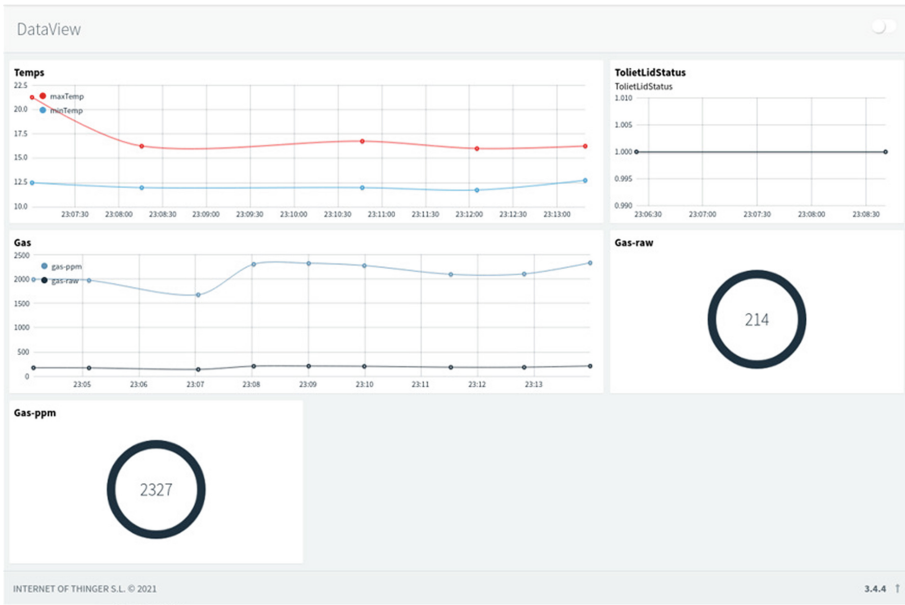 DataView
Temps
maxTemp
minTemp
22.5
20.0
17.5
15.0
12.5
10.0
23:07:30 23:08:00 23:08:30 23:09:00 23:09:30 23:10:00 23:10:30 23:11:00 23:11:30 23:12:00 23:12:30 23:13:00
TolietLidStatus
TolietLidStatus
1.010
1.005
1.000
0.995
0.990
23:06:30 23:07:00 23:07:30 23:08:00 23:08:30
Gas
gas-ppm
gas-raw
2500
2000
1500
1000
500
0
23:05 23:06 23:07 23:08 23:09 23:10 23:11 23:12 23:13
Gas-raw
214
Gas-ppm
2327
INTERNET OF THINGER S.L. © 2021
3.4.4 ↑